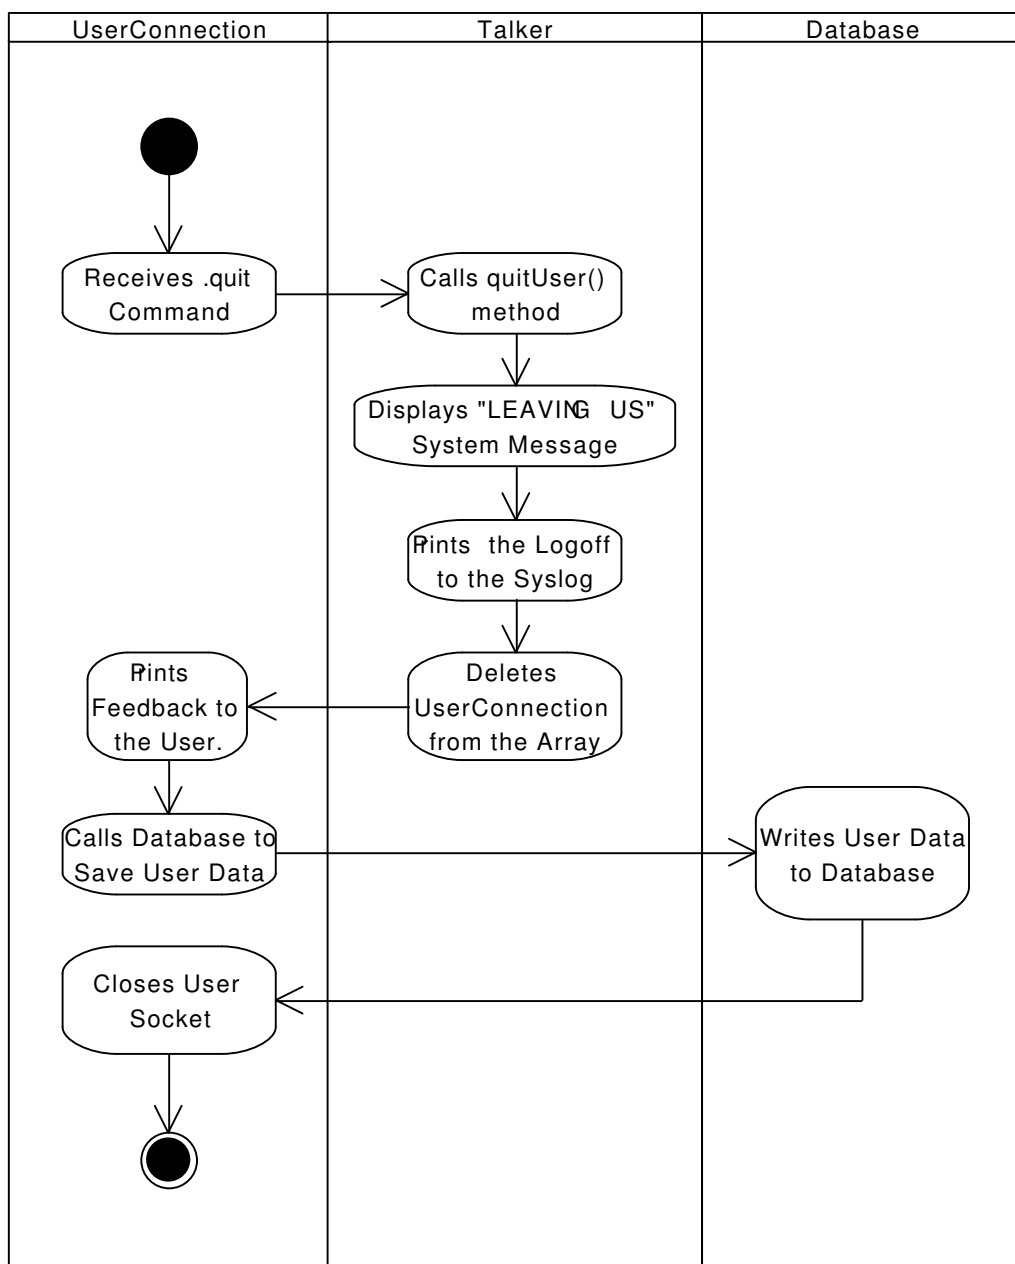 UserConnection
Talker
Database
Receives .quit
Command
Calls quitUser()
method
Displays "LEAVING US"
System Message
Prints the Logoff
to the Syslog
Deletes
UserConnection
from the Array
Prints
Feedback to
the User.
Calls Database to
Save User Data
Writes User Data
to Database
Closes User
Socket